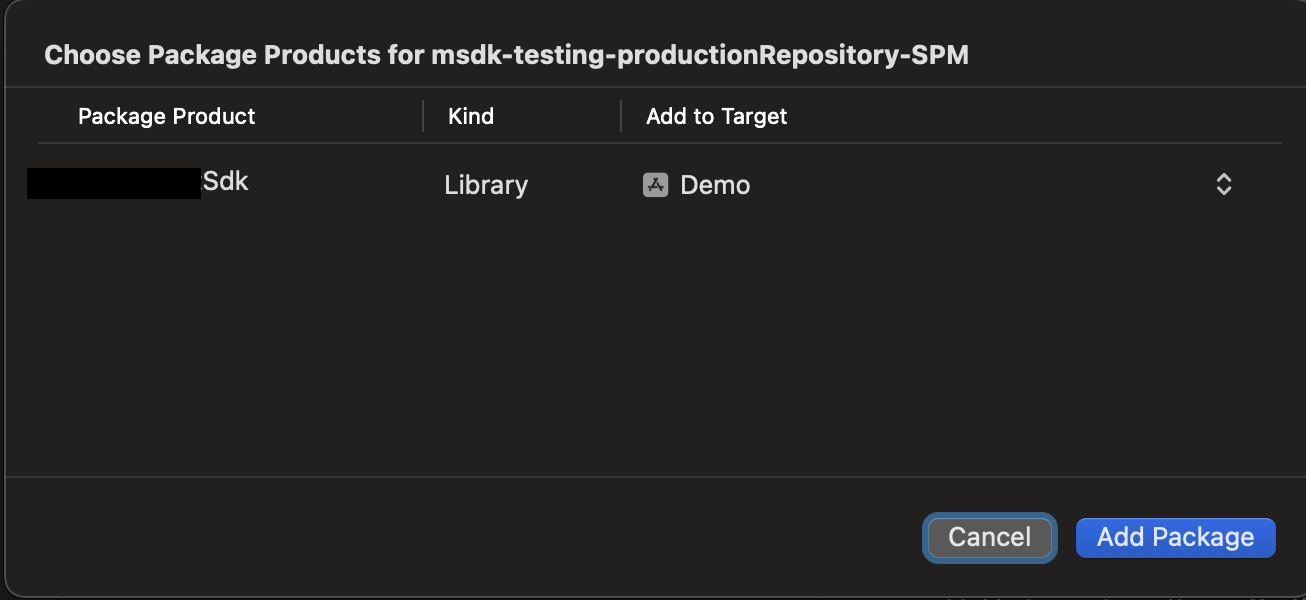 Choose Package Products for msdk-testing-productionRepository-SPM
Package Product Kind Add to Target
Sdk Library Demo
Cancel Add Package